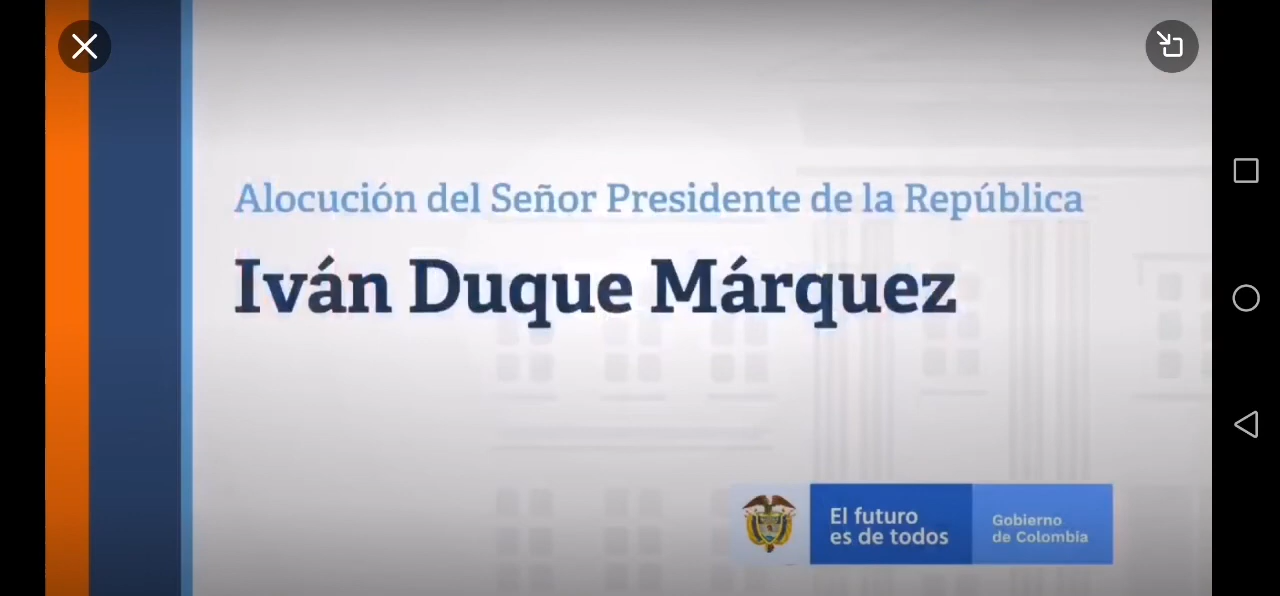 Alocución del Señor Presidente de la República
Iván Duque Márquez
El futuro
es de todos
Gobierno
de Colombia